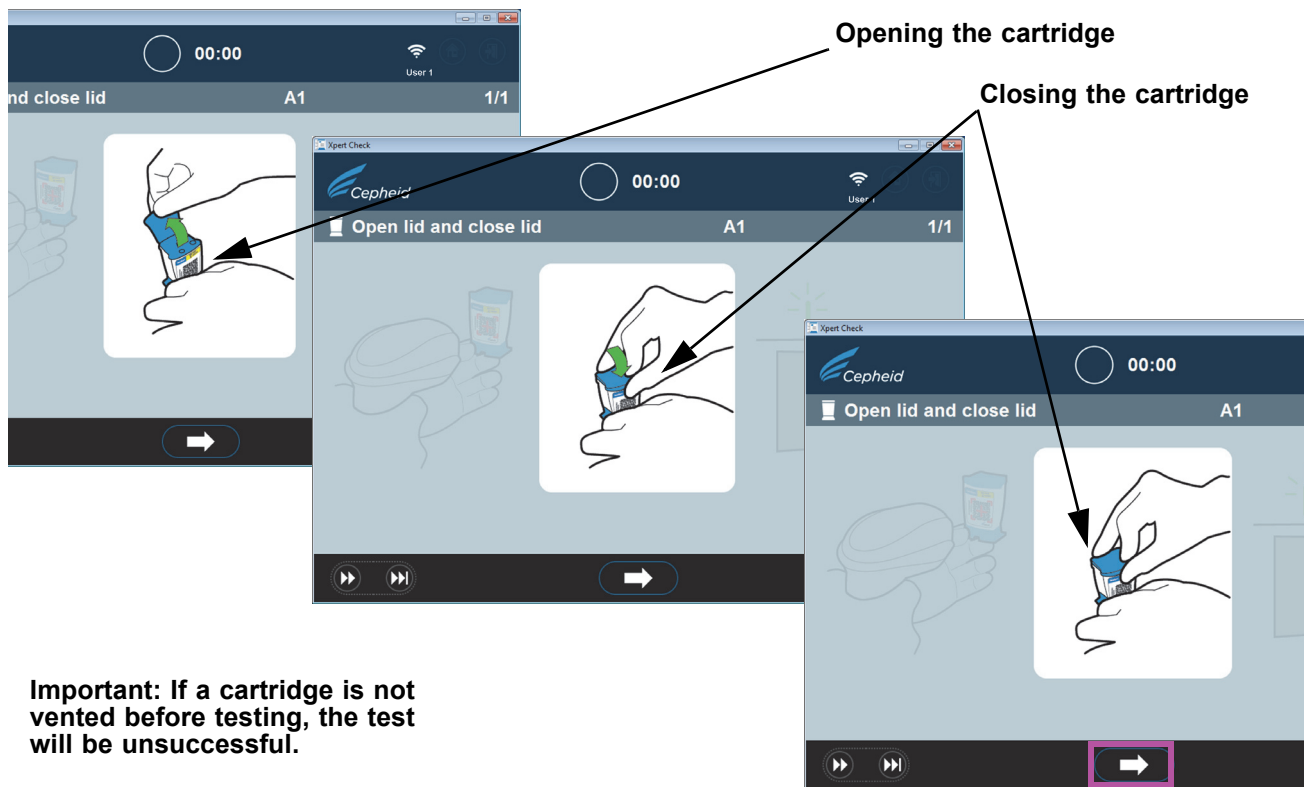 Opening the cartridge
Closing the cartridge
00:00
User 1
nd close lid A1 1/1
Xpert Check
Cepheid
00:00
User 1
Open lid and close lid A1 1/1
Xpert Check
Cepheid
00:00
Open lid and close lid A1
Important: If a cartridge is not
vented before testing, the test
will be unsuccessful.